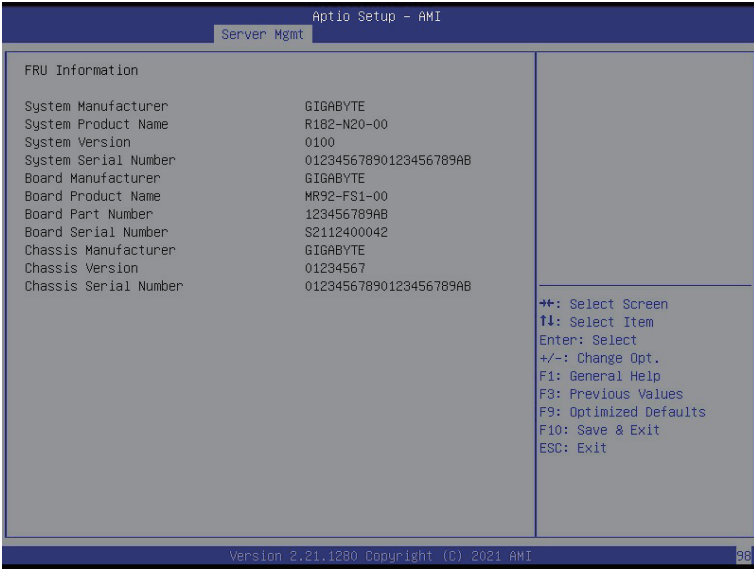 Aptio Setup – AMI
Server Mgmt
FRU Information
System Manufacturer GIGABYTE
System Product Name R182-N20-00
System Version 0100
System Serial Number 01234567890123456789AB
Board Manufacturer GIGABYTE
Board Product Name MR92-FS1-00
Board Part Number 123456789AB
Board Serial Number S2112400042
Chassis Manufacturer GIGABYTE
Chassis Version 01234567
Chassis Serial Number 01234567890123456789AB
→←: Select Screen
↑↓: Select Item
Enter: Select
+/-: Change Opt.
F1: General Help
F3: Previous Values
F9: Optimized Defaults
F10: Save & Exit
ESC: Exit
Version 2.21.1280 Copyright (C) 2021 AMI
98